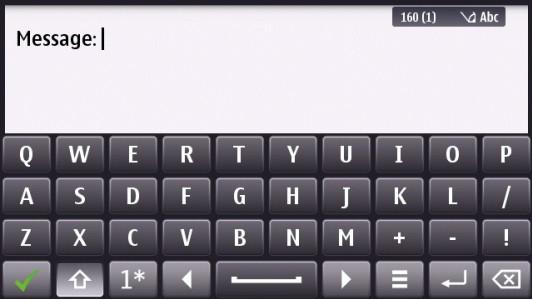 160 (1) Abc
Message:
Q W E R T Y U I O P
A S D F G H J K L /
Z X C V B N M + - !
1*